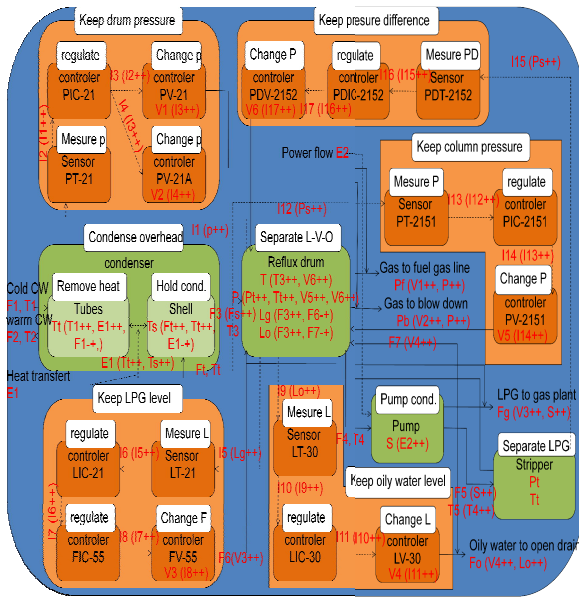 Keep drum pressure
regulate
controler
PIC-21
I3 (I2++)
Change p
controler
PV-21
V1 (I3++)
I4 (I3++)
I2 (I1++)
Mesure p
Sensor
PT-21
Change p
controler
PV-21A
V2 (I4++)
Keep presure difference
Change P
controler
PDV-2152
V6 (I17++)
regulate
controler
PDIC-2152
I17 (I16++)
Mesure PD
Sensor
PDT-2152
I16 (I15++)
I15 (Ps++)
Power flow E2
Keep column pressure
Mesure P
Sensor
PT-2151
I13 (I12++)
regulate
controler
PIC-2151
I14 (I13++)
Change P
controler
PV-2151
V5 (I14++)
I12 (Ps++)
I1 (p++)
Condense overhead
condenser
Remove heat
Tubes
Tt (T1++, E1++,
F1-+,)
Hold cond.
Shell
Ts (Ft++, Tt++,
E1-+)
E1 (Tt++, Ts++)
Cold CW
F1, T1
warm CW
F2, T2
Heat transfert
E1
Ft, Tt
F3 (Fs++)
T3
Separate L-V-O
Reflux drum
T (T3++, V6++)
P (Pt++, Tt++, V5++, V6++)
Lg (F3++, F6-+)
Lo (F3++, F7-+)
Gas to fuel gas line
Pf (V1++, P++)
Gas to blow down
Pb (V2++, P++)
F7 (V4++)
Keep LPG level
regulate
controler
LIC-21
I6 (I5++)
Mesure L
Sensor
LT-21
I5 (Lg++)
I7 (I6++)
regulate
controler
FIC-55
I8 (I7++)
Change F
controler
FV-55
V3 (I8++)
F6(V3++)
I9 (Lo++)
Mesure L
Sensor
LT-30
F4, T4
I10 (I9++)
Keep oily water level
regulate
controler
LIC-30
I11 (I10++)
Change L
controler
LV-30
V4 (I11++)
Pump cond.
Pump
S (E2++)
LPG to gas plant
Fg (V3++, S++)
Separate LPG
Stripper
Pt
Tt
F5 (S++)
T5 (T4++)
Oily water to open drain
Fo (V4++, Lo++)